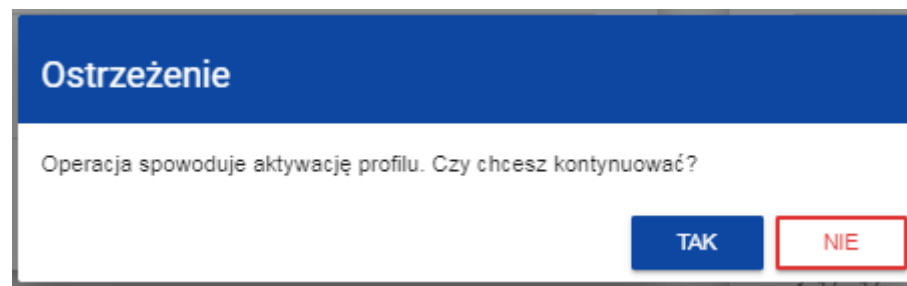 Ostrzeżenie
Operacja spowoduje aktywację profilu. Czy chcesz kontynuować?
TAK NIE